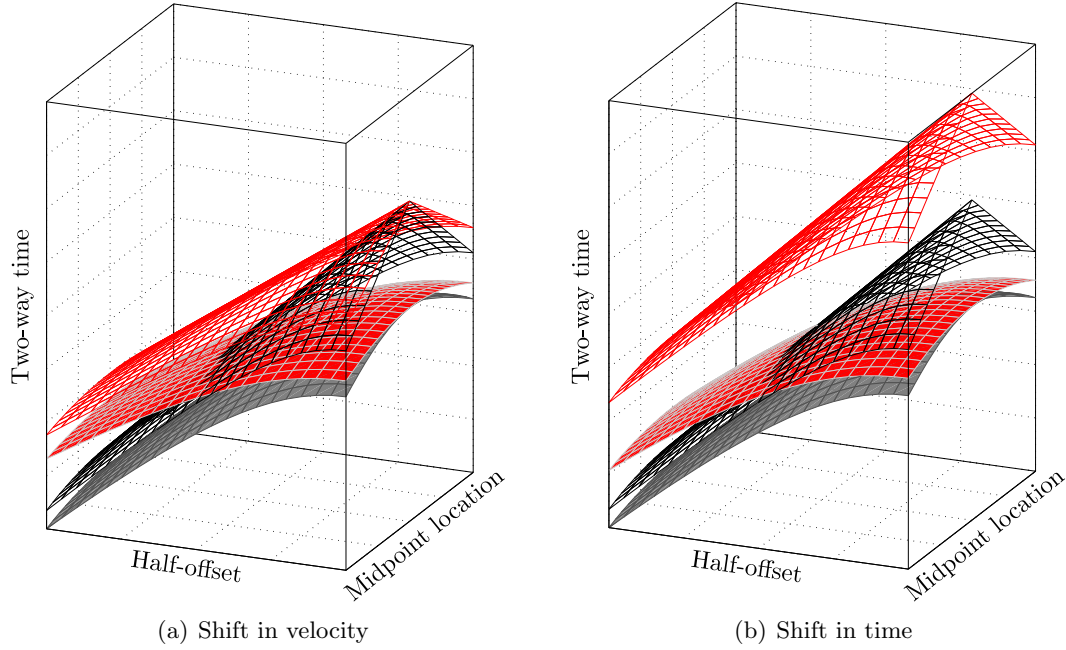 Two-way time
Half-offset
Midpoint location
(a) Shift in velocity
Two-way time
Half-offset
Midpoint location
(b) Shift in time